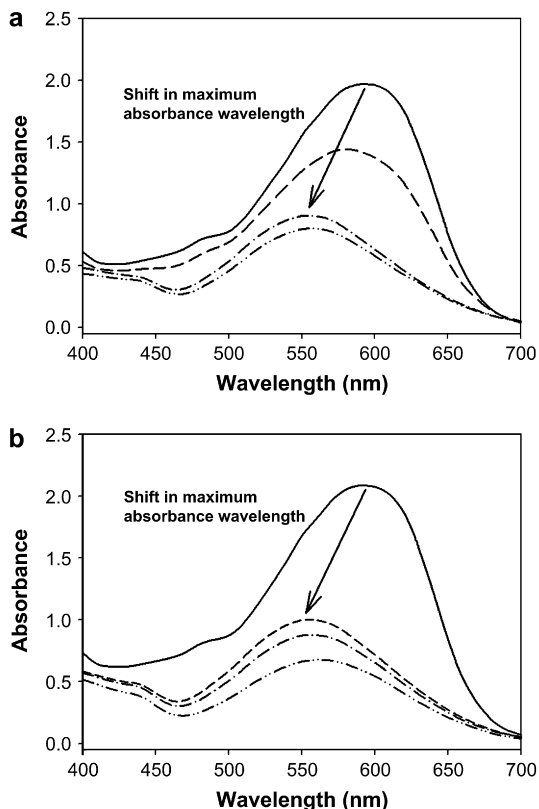 a
2.5
2.0
1.5
1.0
0.5
0.0
Absorbance
Shift in maximum
absorbance wavelength
400 450 500 550 600 650 700
Wavelength (nm)
b
2.5
2.0
1.5
1.0
0.5
0.0
Absorbance
Shift in maximum
absorbance wavelength
400 450 500 550 600 650 700
Wavelength (nm)